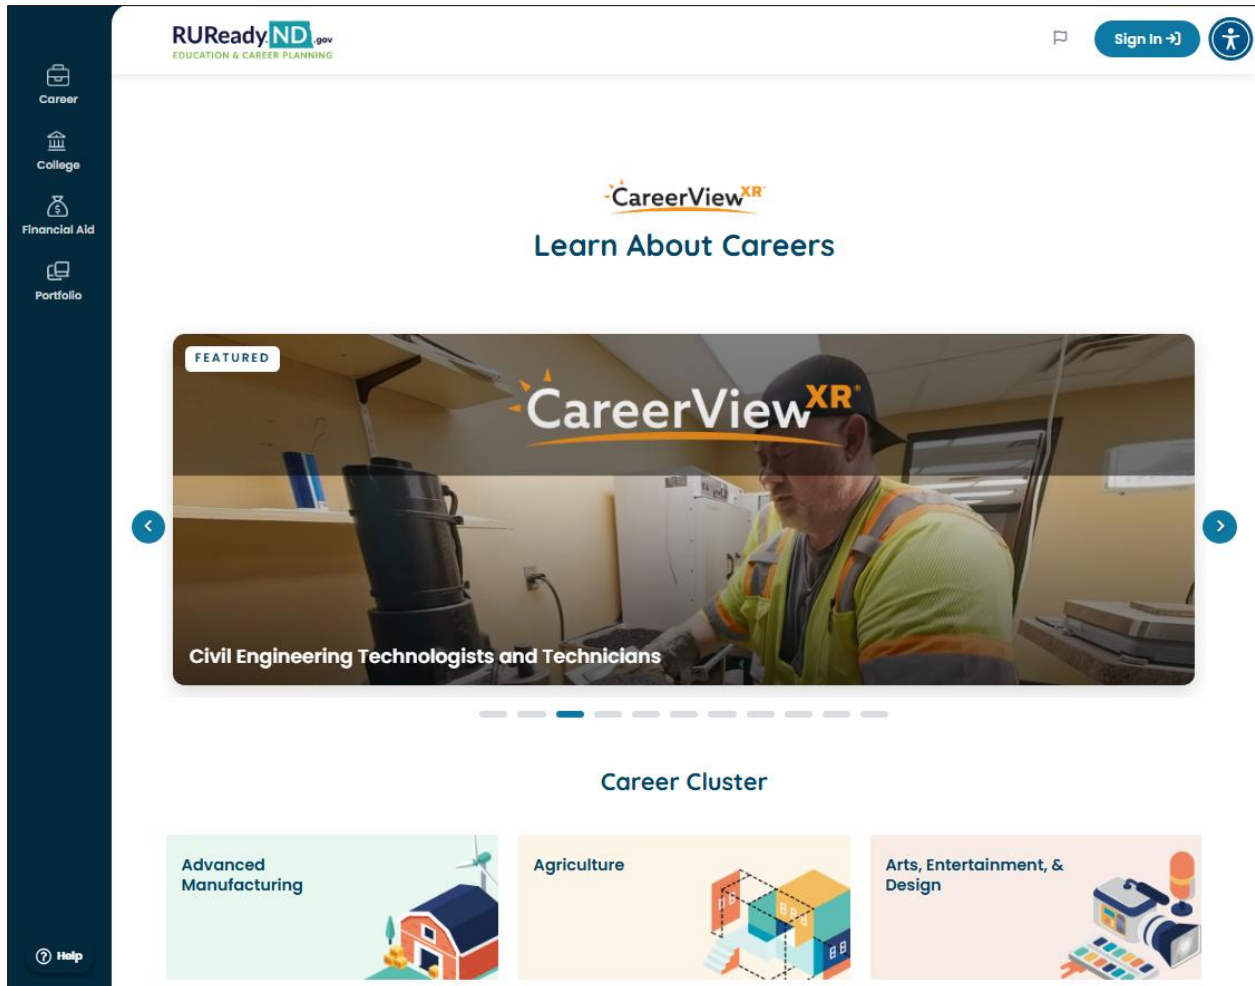 RUReady ND .gov
EDUCATION & CAREER PLANNING
Sign In
Career
College
Financial Aid
Portfolio
Help
CareerView XR
Learn About Careers
FEATURED
CareerView XR
Civil Engineering Technologists and Technicians
Career Cluster
Advanced
Manufacturing
Agriculture
Arts, Entertainment, &
Design